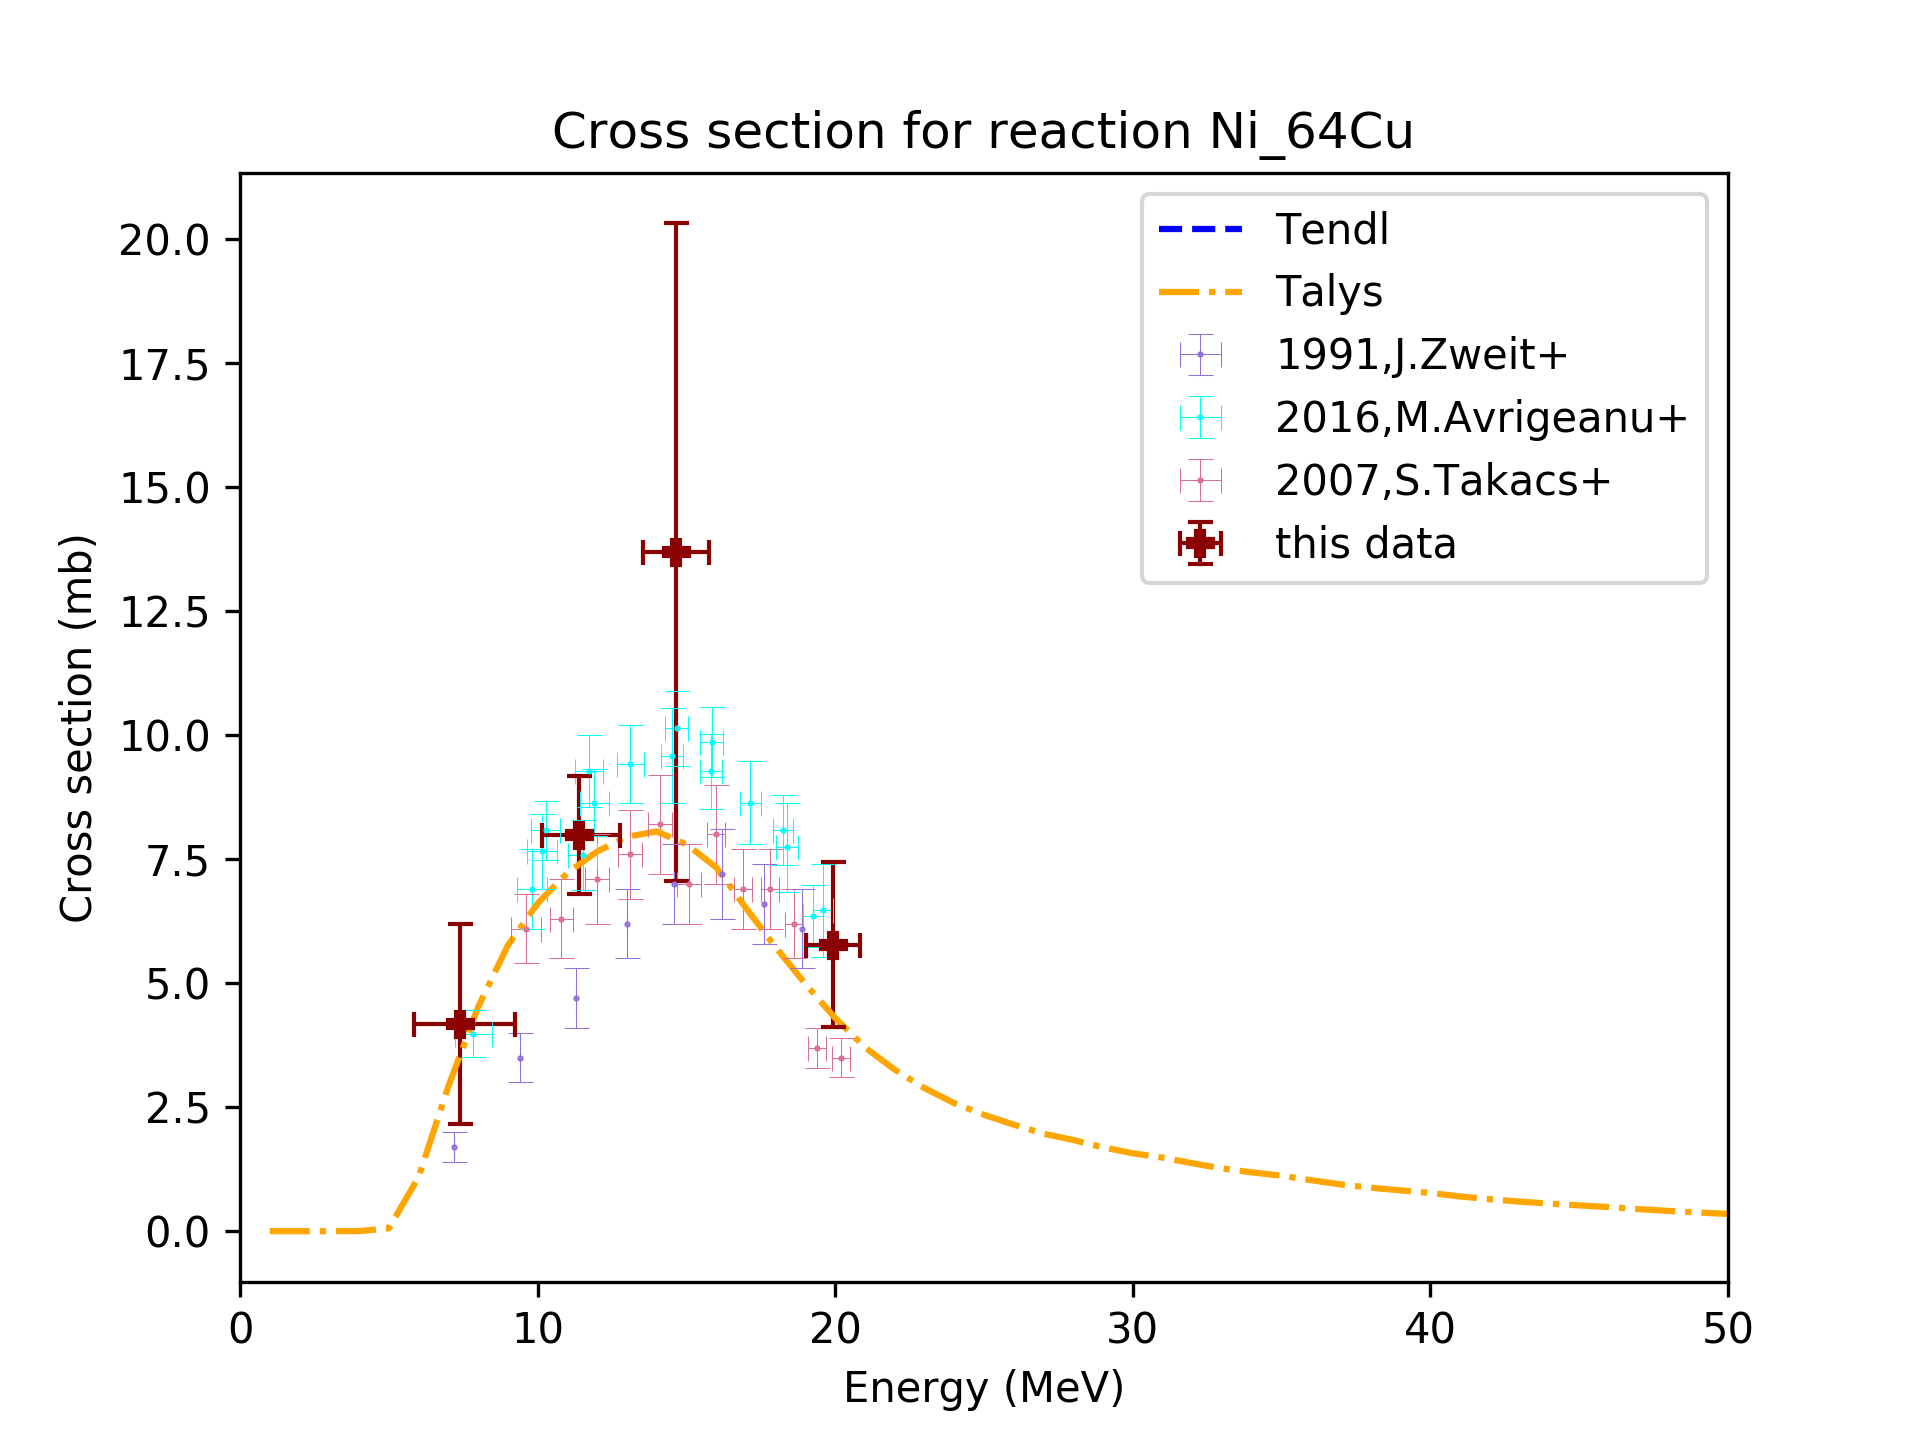 Cross section for reaction Ni_64Cu
Cross section (mb)
20.0
17.5
15.0
12.5
10.0
7.5
5.0
2.5
0.0
Tendl
Talys
1991,J.Zweit+
2016,M.Avrigeanu+
2007,S.Takacs+
this data
0 10 20 30 40 50
Energy (MeV)